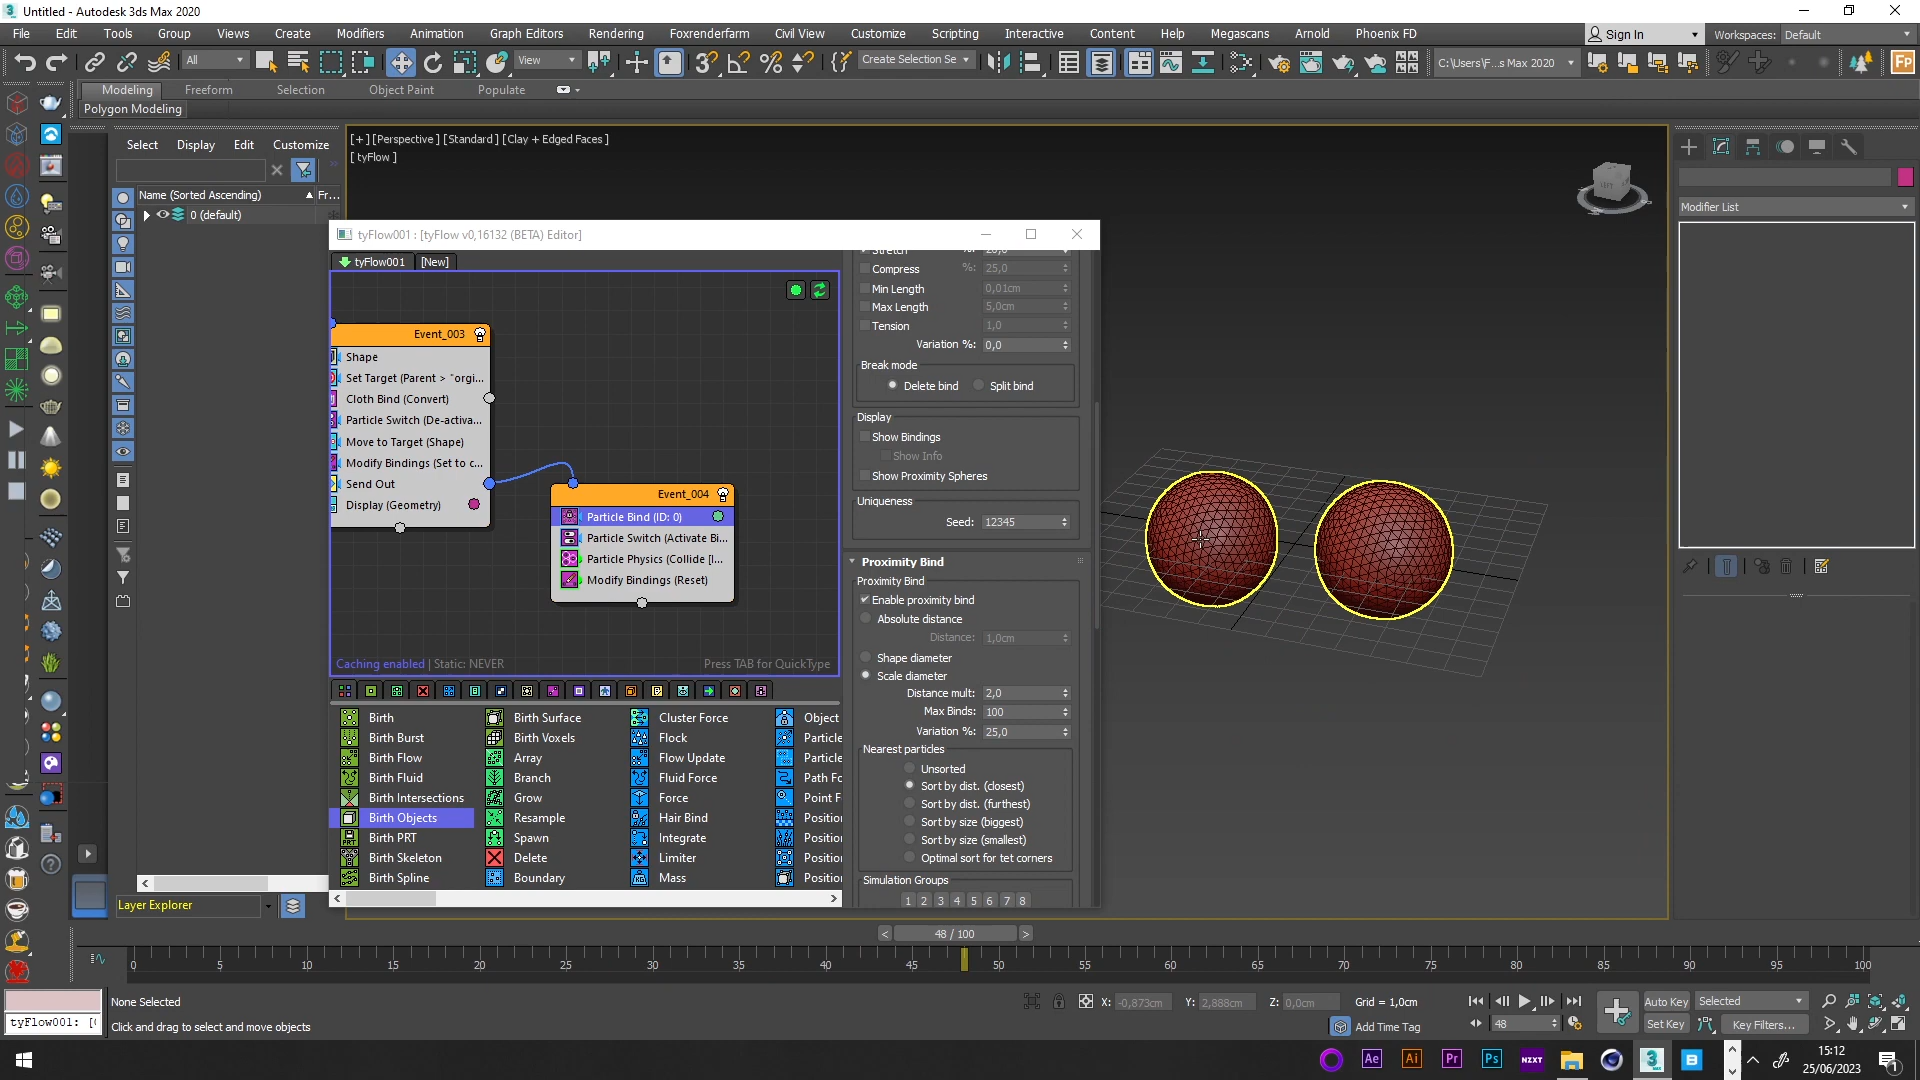 Untitled - Autodesk 3ds Max 2020
File Edit Tools Group Views Create Modifiers Animation Graph Editors Rendering Foxrenderfarm Civil View Customize Scripting Interactive Content Help Megascans Arnold Phoenix FD Sign In Workspaces: Default
All View Create Selection Se C:\Users\F...s Max 2020 FP
Modeling Freeform Selection Object Paint Populate
Polygon Modeling
Select Display Edit Customize
Name (Sorted Ascending) Fr...
0 (default)
[+] [Perspective] [Standard] [Clay + Edged Faces]
[ tyFlow ]
Modifier List
tyFlow001 : [tyFlow v0,16132 (BETA) Editor]
tyFlow001 [New]
Event_003
Shape
Set Target (Parent > "orgi...
Cloth Bind (Convert)
Particle Switch (De-activa...
Move to Target (Shape)
Modify Bindings (Set to c...
Send Out
Display (Geometry)
Event_004
Particle Bind (ID: 0)
Particle Switch (Activate Bi...
Particle Physics (Collide [I...
Modify Bindings (Reset)
Caching enabled | Static: NEVER
Press TAB for QuickType
Stretch %: 20,0
Compress %: 25,0
Min Length 0,01cm
Max Length 5,0cm
Tension 1,0
Variation %: 0,0
Break mode
Delete bind Split bind
Display
Show Bindings
Show Info
Show Proximity Spheres
Uniqueness
Seed: 12345
Proximity Bind
Proximity Bind
Enable proximity bind
Absolute distance
Distance: 1,0cm
Shape diameter
Scale diameter
Distance mult: 2,0
Max Binds: 100
Variation %: 25,0
Nearest particles
Unsorted
Sort by dist. (closest)
Sort by dist. (furthest)
Sort by size (biggest)
Sort by size (smallest)
Optimal sort for tet corners
Simulation Groups
1 2 3 4 5 6 7 8
Birth Birth Surface Cluster Force Object
Birth Burst Birth Voxels Flock Particle
Birth Flow Array Flow Update Particle
Birth Fluid Branch Fluid Force Path Fo
Birth Intersections Grow Force Point F
Birth Objects Resample Hair Bind Positio
Birth PRT Spawn Integrate Positio
Birth Skeleton Delete Limiter Positio
Birth Spline Boundary Mass Positio
Layer Explorer
48 / 100
0 5 10 15 20 25 30 35 40 45 50 55 60 65 70 75 80 85 90 95 100
None Selected
X: -0,873cm Y: 2,888cm Z: 0,0cm Grid = 1,0cm
Auto Key Selected
tyFlow001: [(
Click and drag to select and move objects
Add Time Tag
48
Set Key Key Filters...
Ae Ai Pr Ps NZXT B
15:12
25/06/2023
1